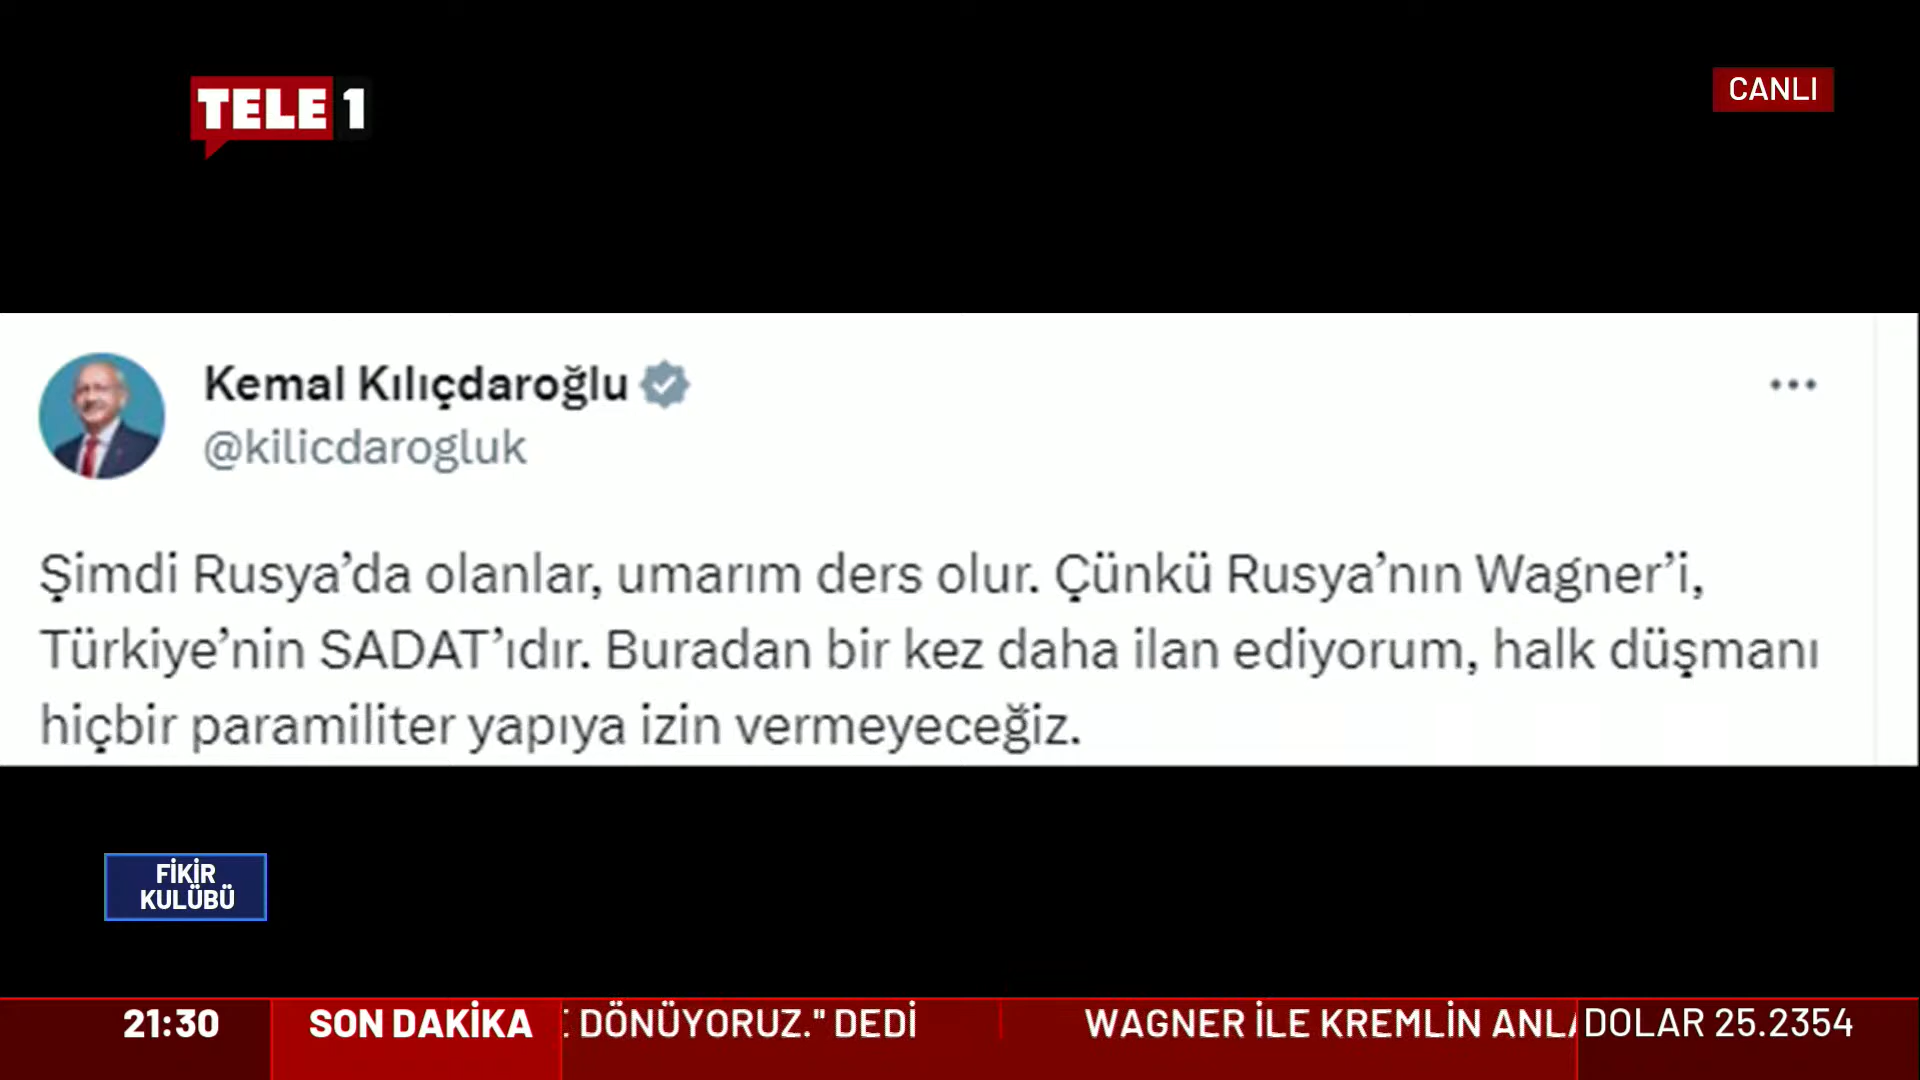 TELE 1
CANLI
Kemal Kılıçdaroğlu
@kilicdarogluk
Şimdi Rusya’da olanlar, umarım ders olur. Çünkü Rusya’nın Wagner’i,
Türkiye’nin SADAT’ıdır. Buradan bir kez daha ilan ediyorum, halk düşmanı
hiçbir paramiliter yapıya izin vermeyeceğiz.
FİKİR
KULÜBÜ
21:30 SON DAKİKA DÖNÜYORUZ." DEDİ WAGNER İLE KREMLİN DOLAR 25.2354